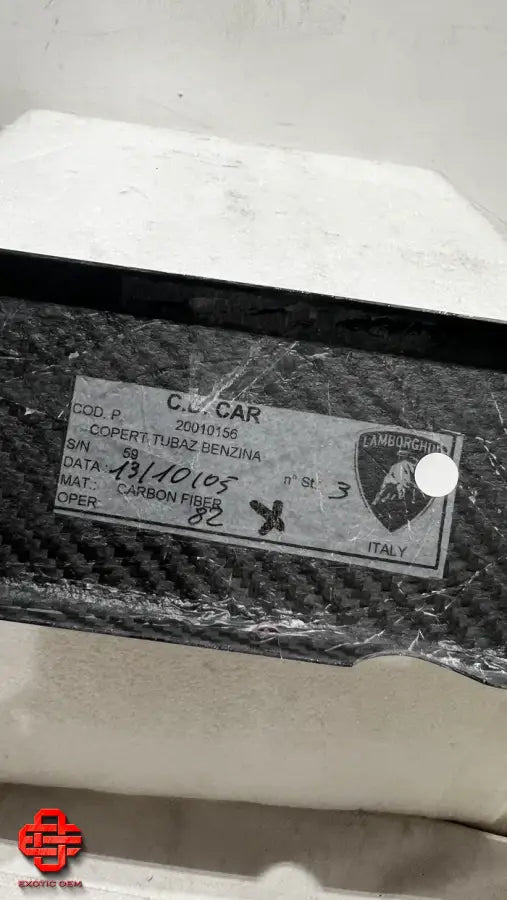 CAR
COD. P. 20010156
COPERT.TUBAZ.BENZINA
S/N 59
DATA: 13/10/05 n° St. 3
MAT.: CARBON FIBER
OPER. 82
LAMBORGHINI
ITALY
EXOTIC OEM